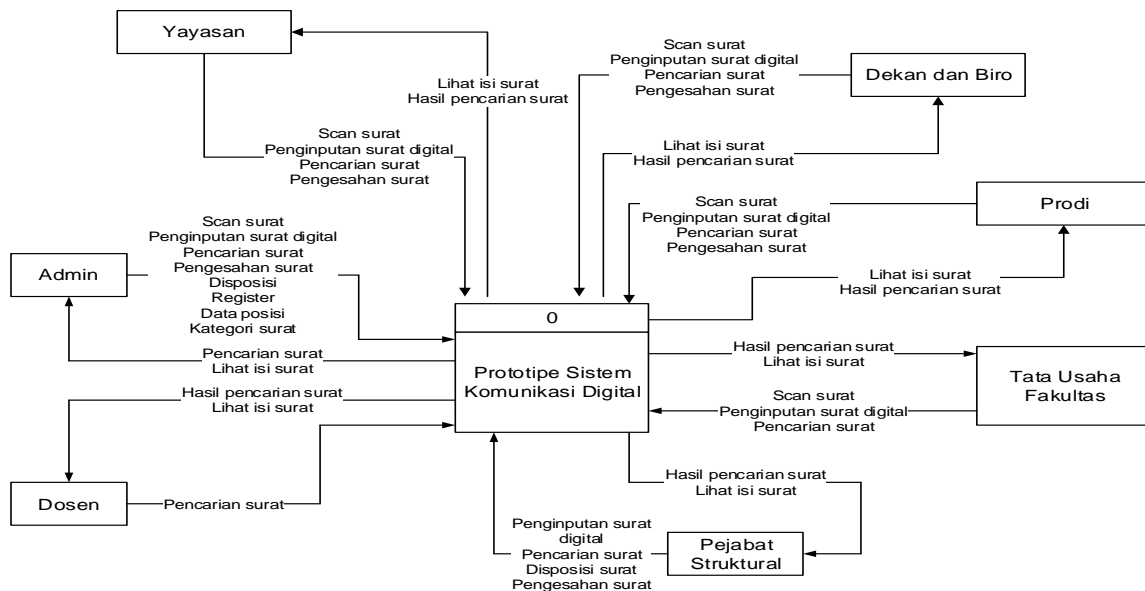 Yayasan
Lihat isi surat
Hasil pencarian surat
Scan surat
Penginputan surat digital
Pencarian surat
Pengesahan surat
Dekan dan Biro
Scan surat
Penginputan surat digital
Pencarian surat
Pengesahan surat
Lihat isi surat
Hasil pencarian surat
Scan surat
Penginputan surat digital
Pencarian surat
Pengesahan surat
Prodi
Lihat isi surat
Hasil pencarian surat
Admin
Scan surat
Penginputan surat digital
Pencarian surat
Pengesahan surat
Disposisi
Register
Data posisi
Kategori surat
Pencarian surat
Lihat isi surat
0
Prototipe Sistem
Komunikasi Digital
Hasil pencarian surat
Lihat isi surat
Tata Usaha
Fakultas
Scan surat
Penginputan surat digital
Pencarian surat
Hasil pencarian surat
Lihat isi surat
Dosen
Pencarian surat
Hasil pencarian surat
Lihat isi surat
Penginputan surat
digital
Pencarian surat
Disposisi surat
Pengesahan surat
Pejabat
Struktural